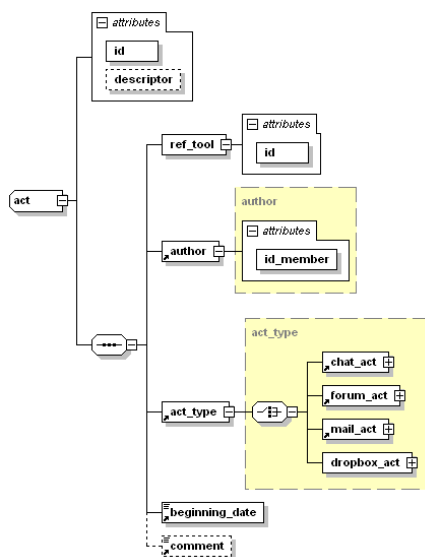 attributes
id
descriptor
ref_tool
attributes
id
act
author
author
attributes
id_member
act_type
act_type
chat_act
forum_act
mail_act
dropbox_act
beginning_date
comment